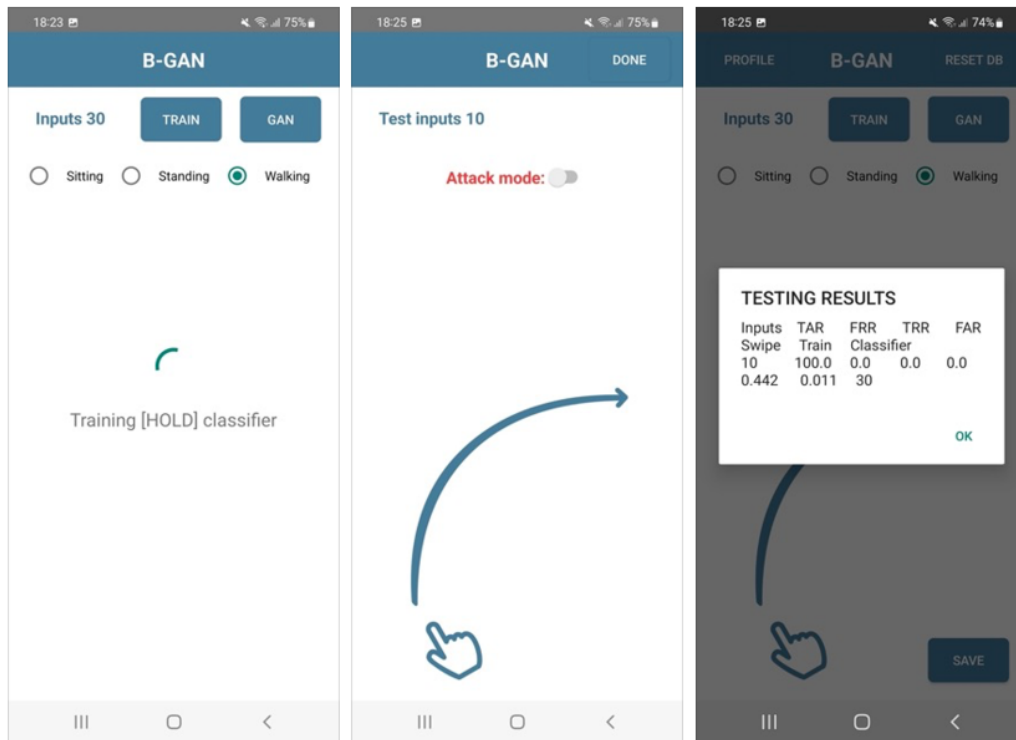 18:23 75%
B-GAN
Inputs 30 TRAIN GAN
Sitting Standing Walking
Training [HOLD] classifier
18:25 75%
B-GAN DONE
Test inputs 10
Attack mode:
18:25 74%
PROFILE B-GAN RESET DB
Inputs 30 TRAIN GAN
Sitting Standing Walking
TESTING RESULTS
Inputs TAR FRR TRR FAR
Swipe Train Classifier
10 100.0 0.0 0.0 0.0
0.442 0.011 30
OK
SAVE